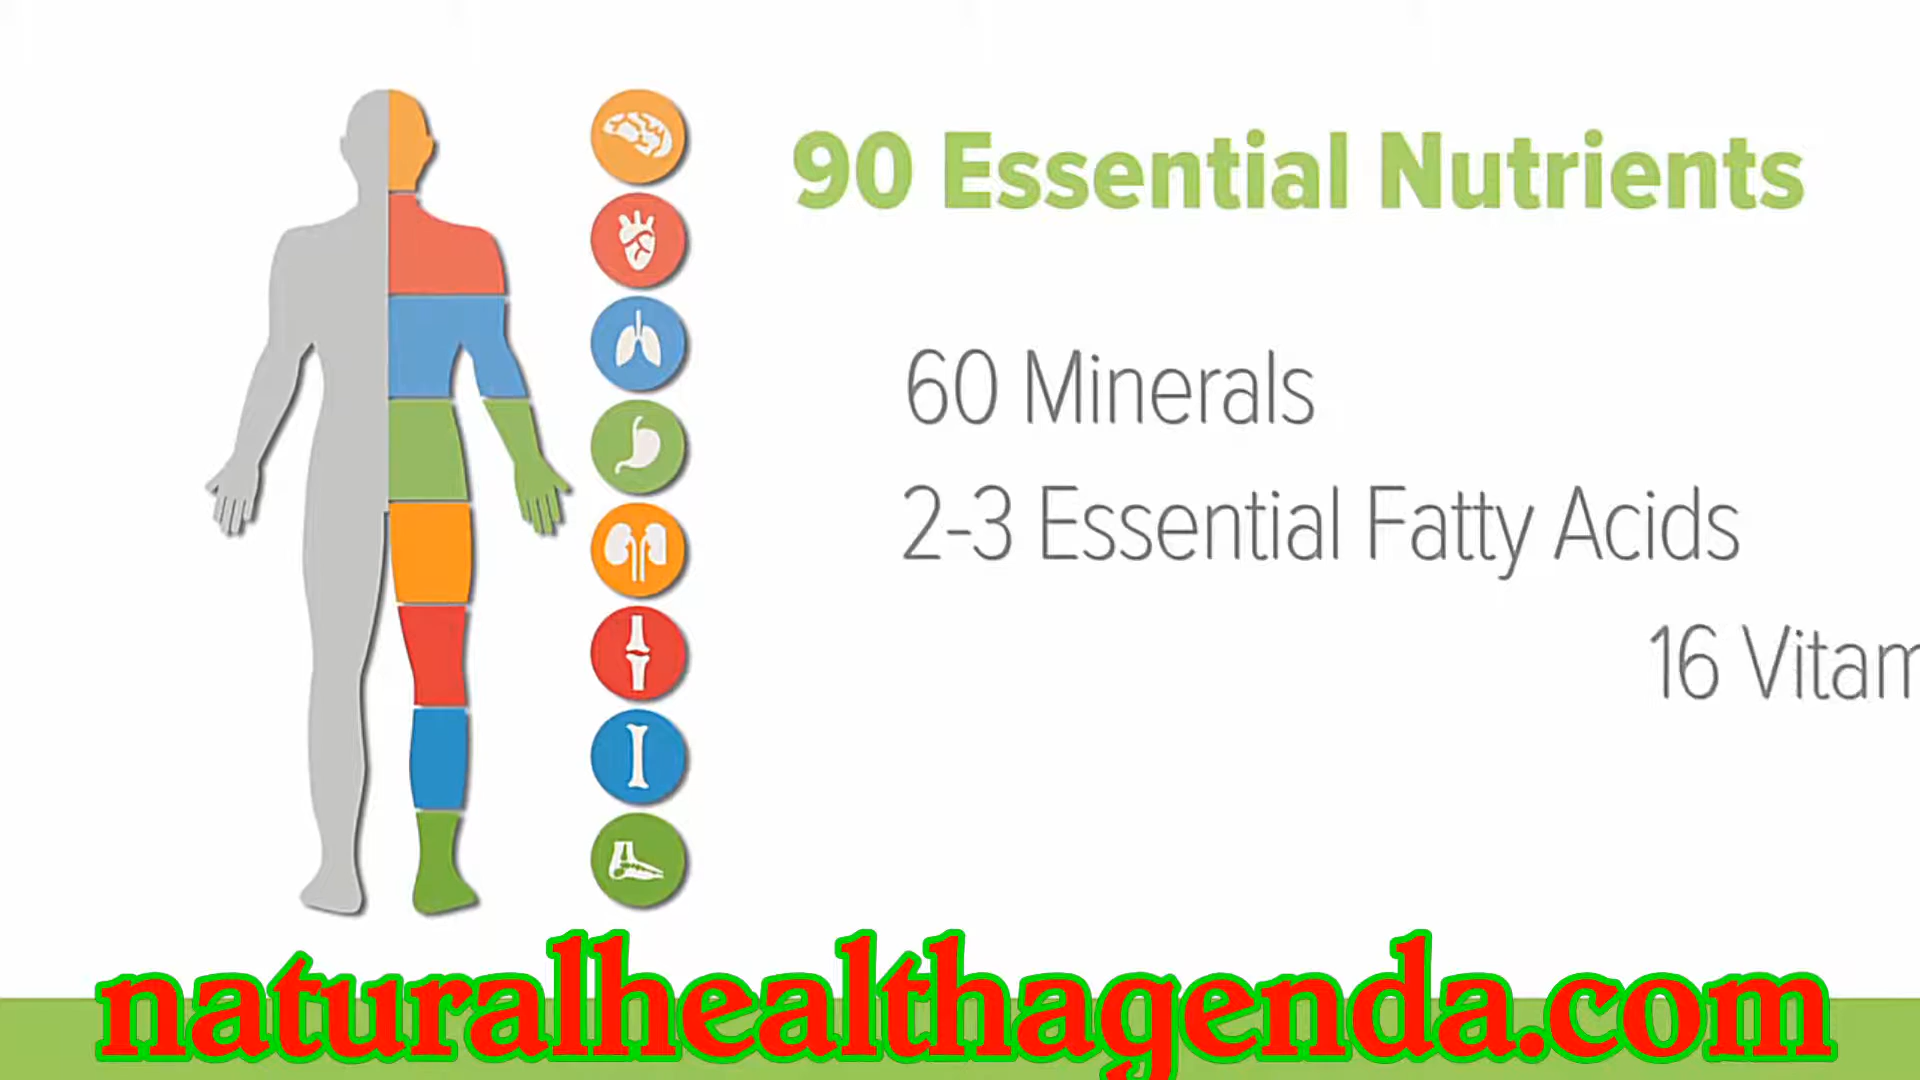 90 Essential Nutrients
60 Minerals
2-3 Essential Fatty Acids
16 Vitam
naturalhealthagenda.com